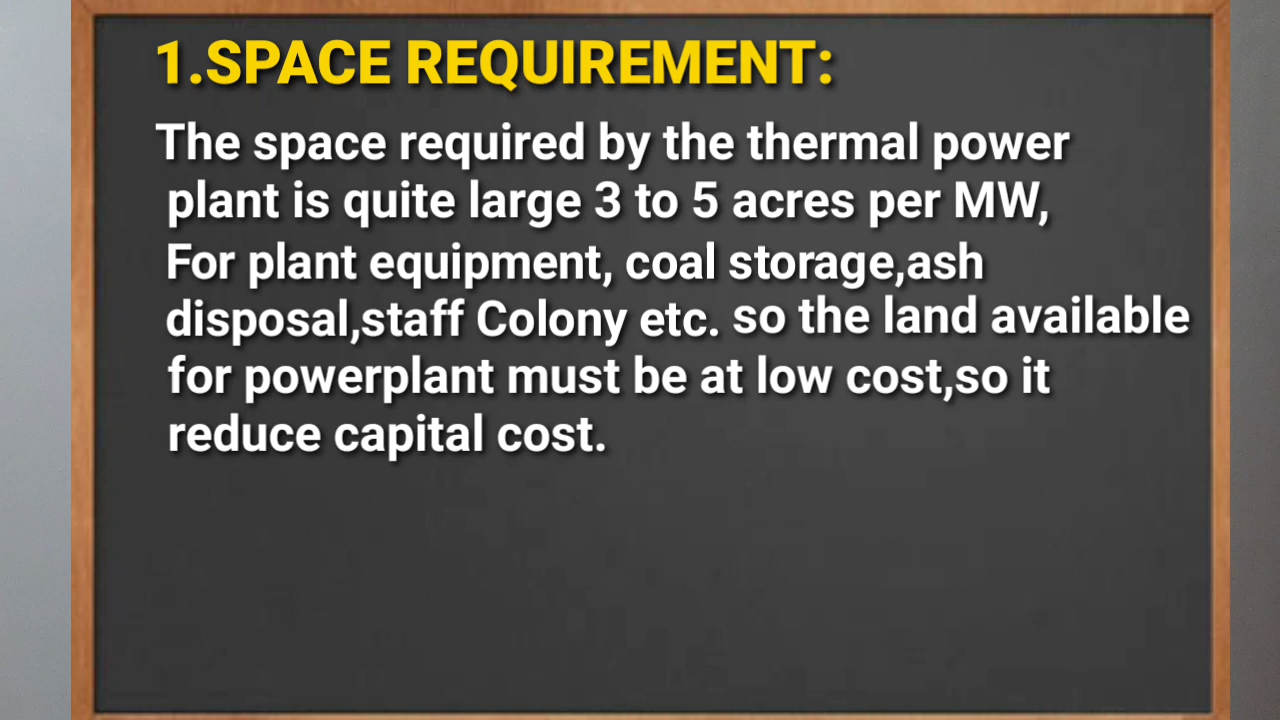 1.SPACE REQUIREMENT:
The space required by the thermal power
plant is quite large 3 to 5 acres per MW,
For plant equipment, coal storage,ash
disposal,staff Colony etc. so the land available
for powerplant must be at low cost,so it
reduce capital cost.